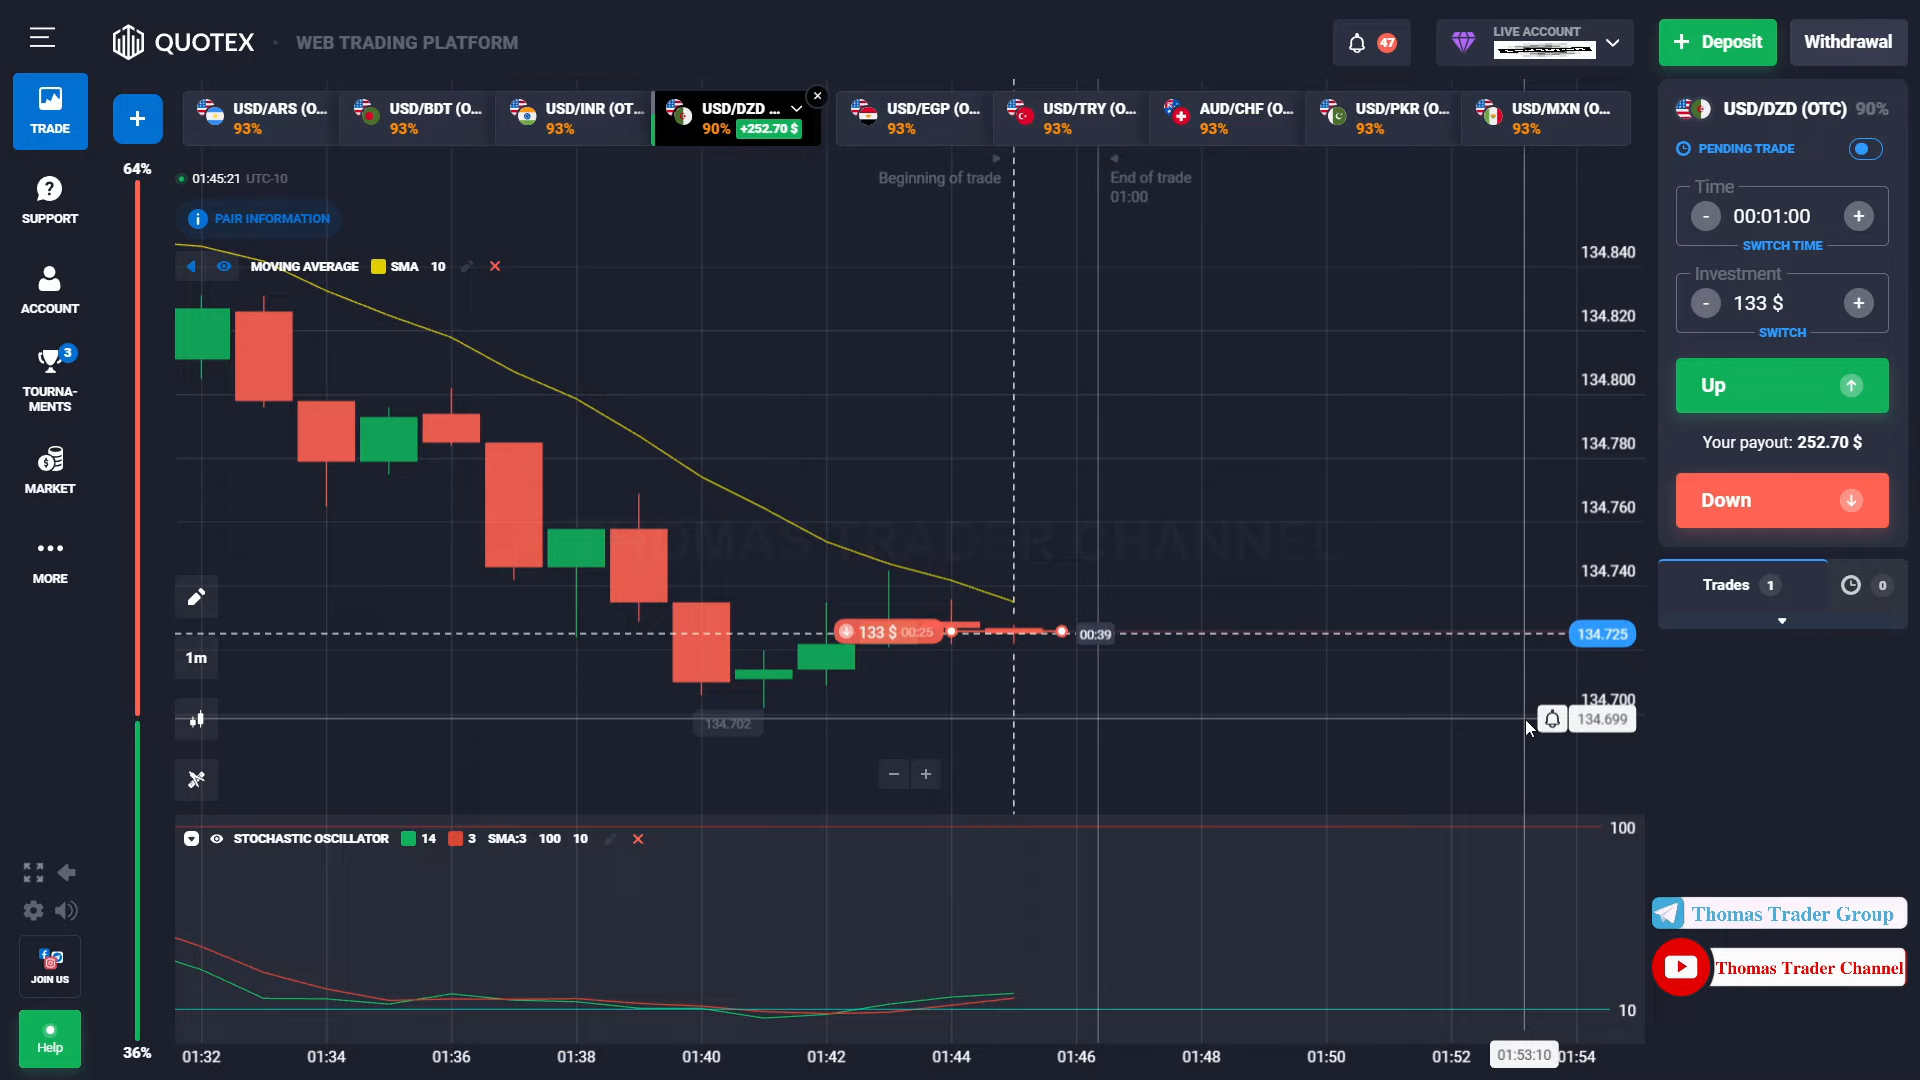 QUOTEX
WEB TRADING PLATFORM
47
LIVE ACCOUNT
+ Deposit
Withdrawal
TRADE
SUPPORT
ACCOUNT
3
TOURNA-
MENTS
MARKET
MORE
JOIN US
Help
+
USD/ARS (O...
93%
USD/BDT (O...
93%
USD/INR (OT...
93%
USD/DZD ...
90% +252.70 $
USD/EGP (O...
93%
USD/TRY (O...
93%
AUD/CHF (O...
93%
USD/PKR (O...
93%
USD/MXN (O...
93%
64%
36%
01:45:21 UTC-10
PAIR INFORMATION
MOVING AVERAGE SMA 10
Beginning of trade
End of trade
01:00
134.840
134.820
134.800
134.780
134.760
134.740
134.725
134.700
134.699
THOMAS TRADER CHANNEL
133 $ 00:25
00:39
1m
134.702
− +
STOCHASTIC OSCILLATOR 14 3 SMA:3 100 10
100
10
01:32 01:34 01:36 01:38 01:40 01:42 01:44 01:46 01:48 01:50 01:52 01:53:10 01:54
USD/DZD (OTC) 90%
PENDING TRADE
Time
- 00:01:00 +
SWITCH TIME
Investment
- 133 $ +
SWITCH
Up
Your payout: 252.70 $
Down
Trades 1
0
Thomas Trader Group
Thomas Trader Channel